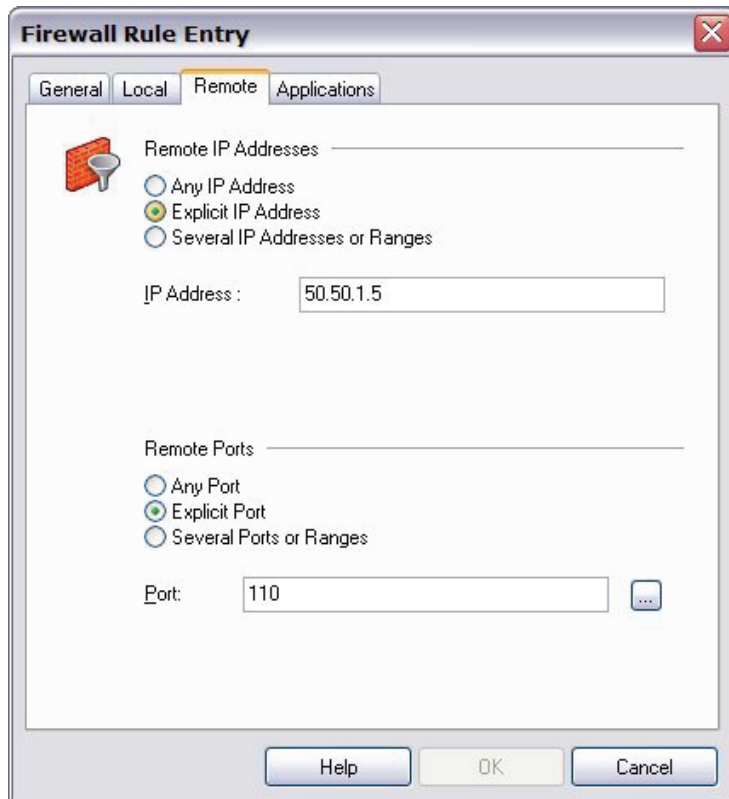 Firewall Rule Entry
General Local Remote Applications
Remote IP Addresses
Any IP Address
Explicit IP Address
Several IP Addresses or Ranges
IP Address : 50.50.1.5
Remote Ports
Any Port
Explicit Port
Several Ports or Ranges
Port: 110 ...
Help OK Cancel